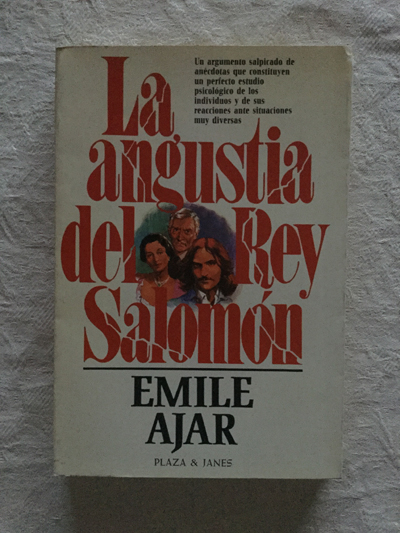 Un argumento salpicado de
anécdotas que constituyen
un perfecto estudio
psicológico de los
individuos y de sus
reacciones ante situaciones
muy diversas
La
angustia
del Rey
Salomón
EMILE
AJAR
PLAZA & JANES